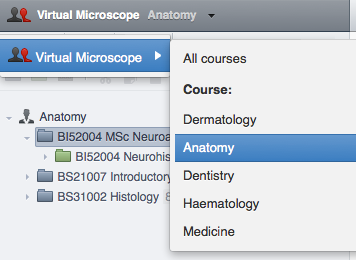 Virtual Microscope Anatomy
Virtual Microscope
All courses
Course:
Dermatology
Anatomy
Dentistry
Haematology
Medicine
Anatomy
BI52004 MSc Neuroa
BI52004 Neurohis
BS21007 Introductory
BS31002 Histology